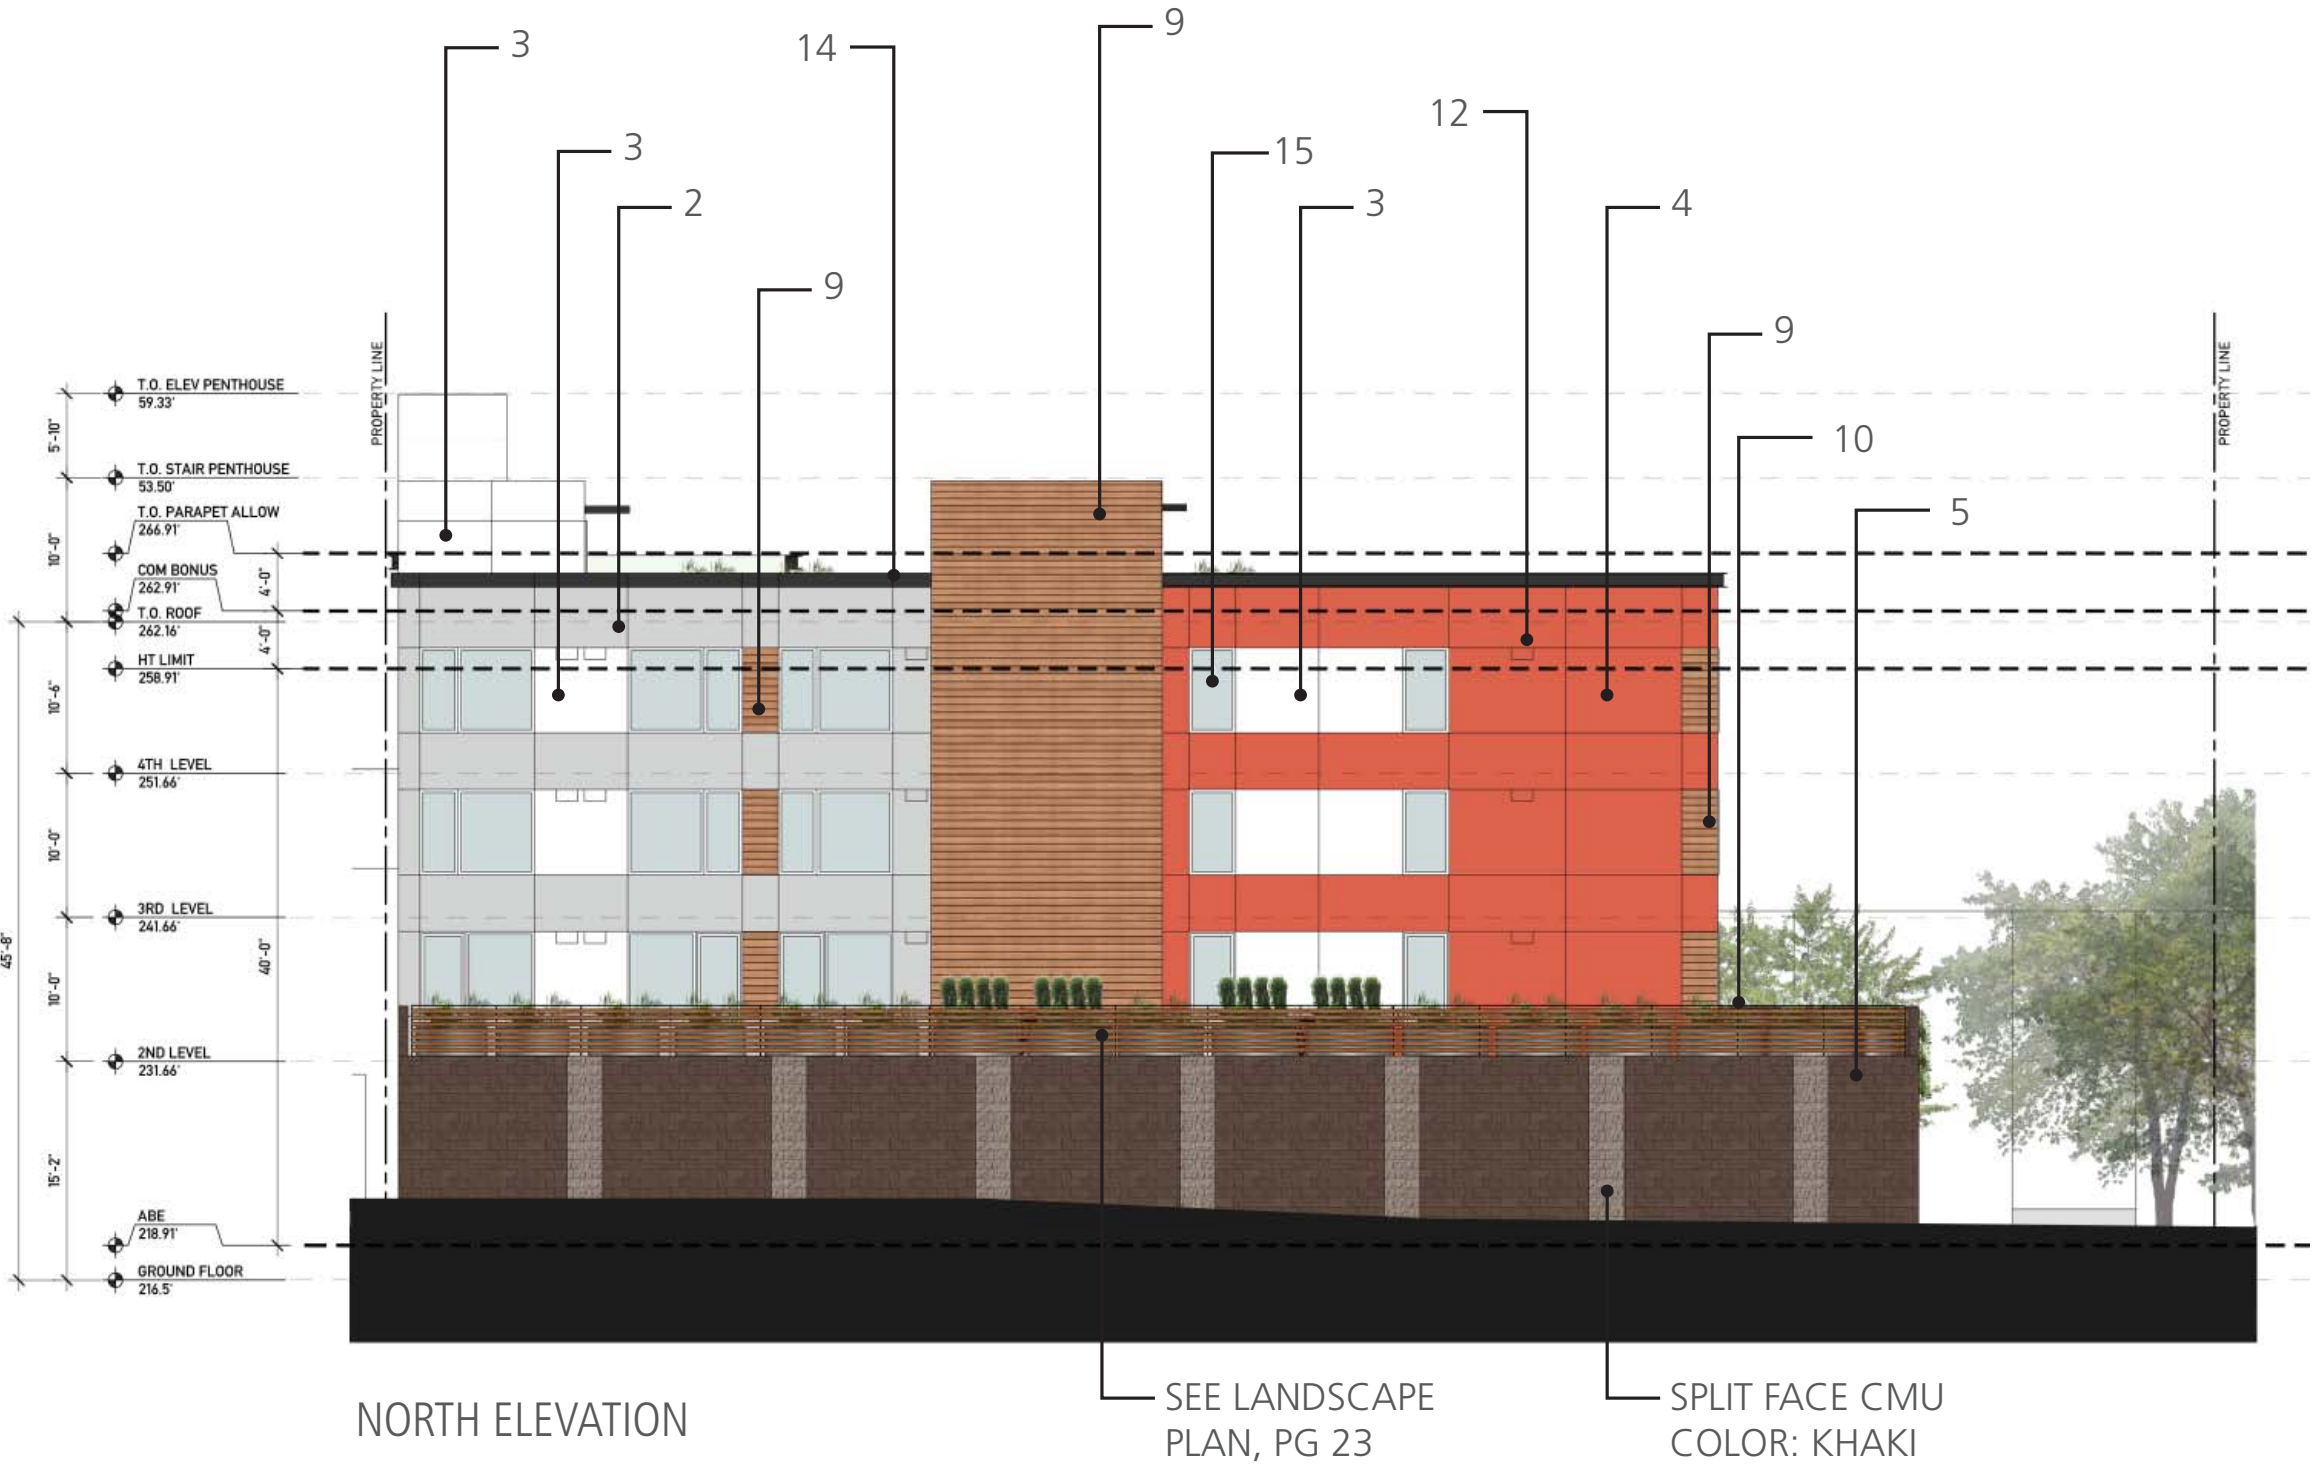 9
3
14
12
3
15
2
3
4
9
9
PROPERTY LINE
PROPERTY LINE
T.O. ELEV PENTHOUSE
59.33'
5'-10"
10
T.O. STAIR PENTHOUSE
53.50'
T.O. PARAPET ALLOW
266.91'
5
10'-0"
COM BONUS
262.91'
4'-0"
T.O. ROOF
262.16'
4'-0"
HT LIMIT
258.91'
10'-6"
4TH LEVEL
251.66'
10'-0"
3RD LEVEL
241.66'
45'-8"
40'-0"
10'-0"
2ND LEVEL
231.66'
15'-2"
ABE
218.91'
GROUND FLOOR
216.5'
NORTH ELEVATION
SEE LANDSCAPE
PLAN, PG 23
SPLIT FACE CMU
COLOR: KHAKI